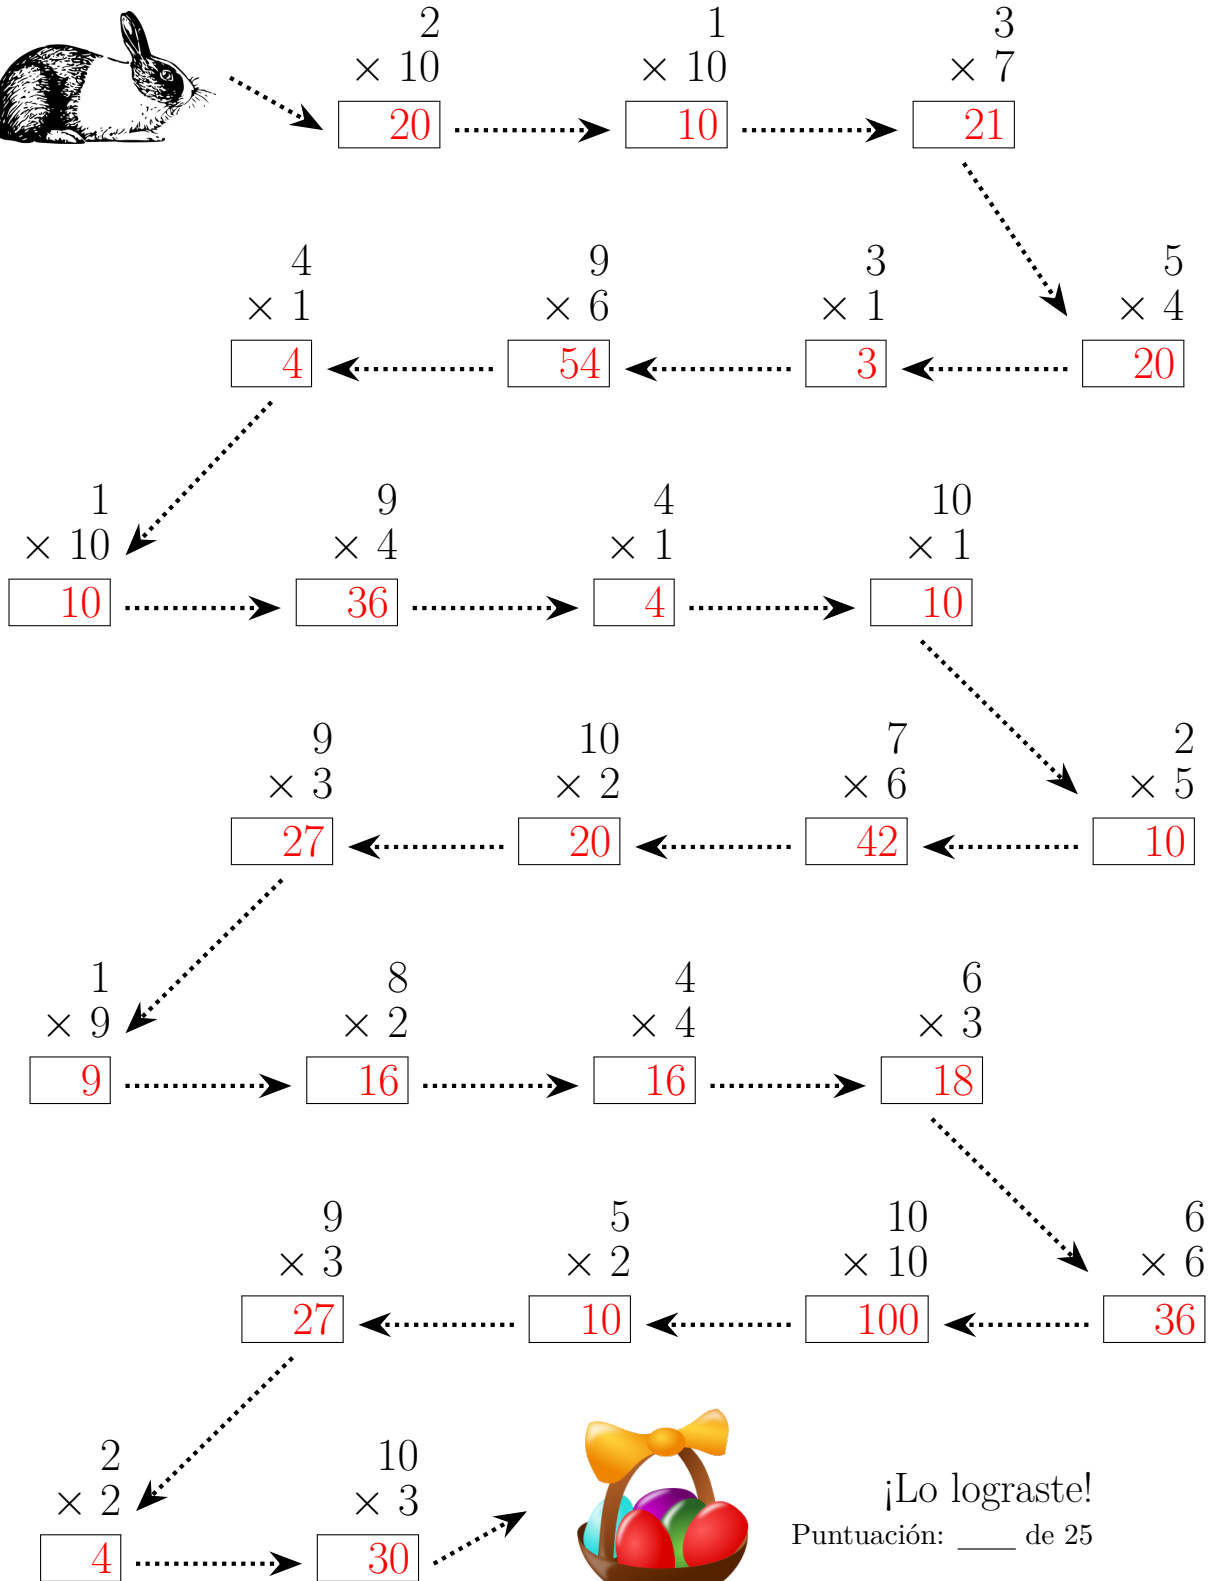 2 1 3
× 10 × 10 × 7
20 10 21
4 9 3 5
× 1 × 6 × 1 × 4
4 54 3 20
1 9 4 10
× 10 × 4 × 1 × 1
10 36 4 10
9 10 7 2
× 3 × 2 × 6 × 5
27 20 42 10
1 8 4 6
× 9 × 2 × 4 × 3
9 16 16 18
9 5 10 6
× 3 × 2 × 10 × 6
27 10 100 36
2 10
× 2 × 3
4 30
¡Lo lograste!
Puntuación: ____ de 25